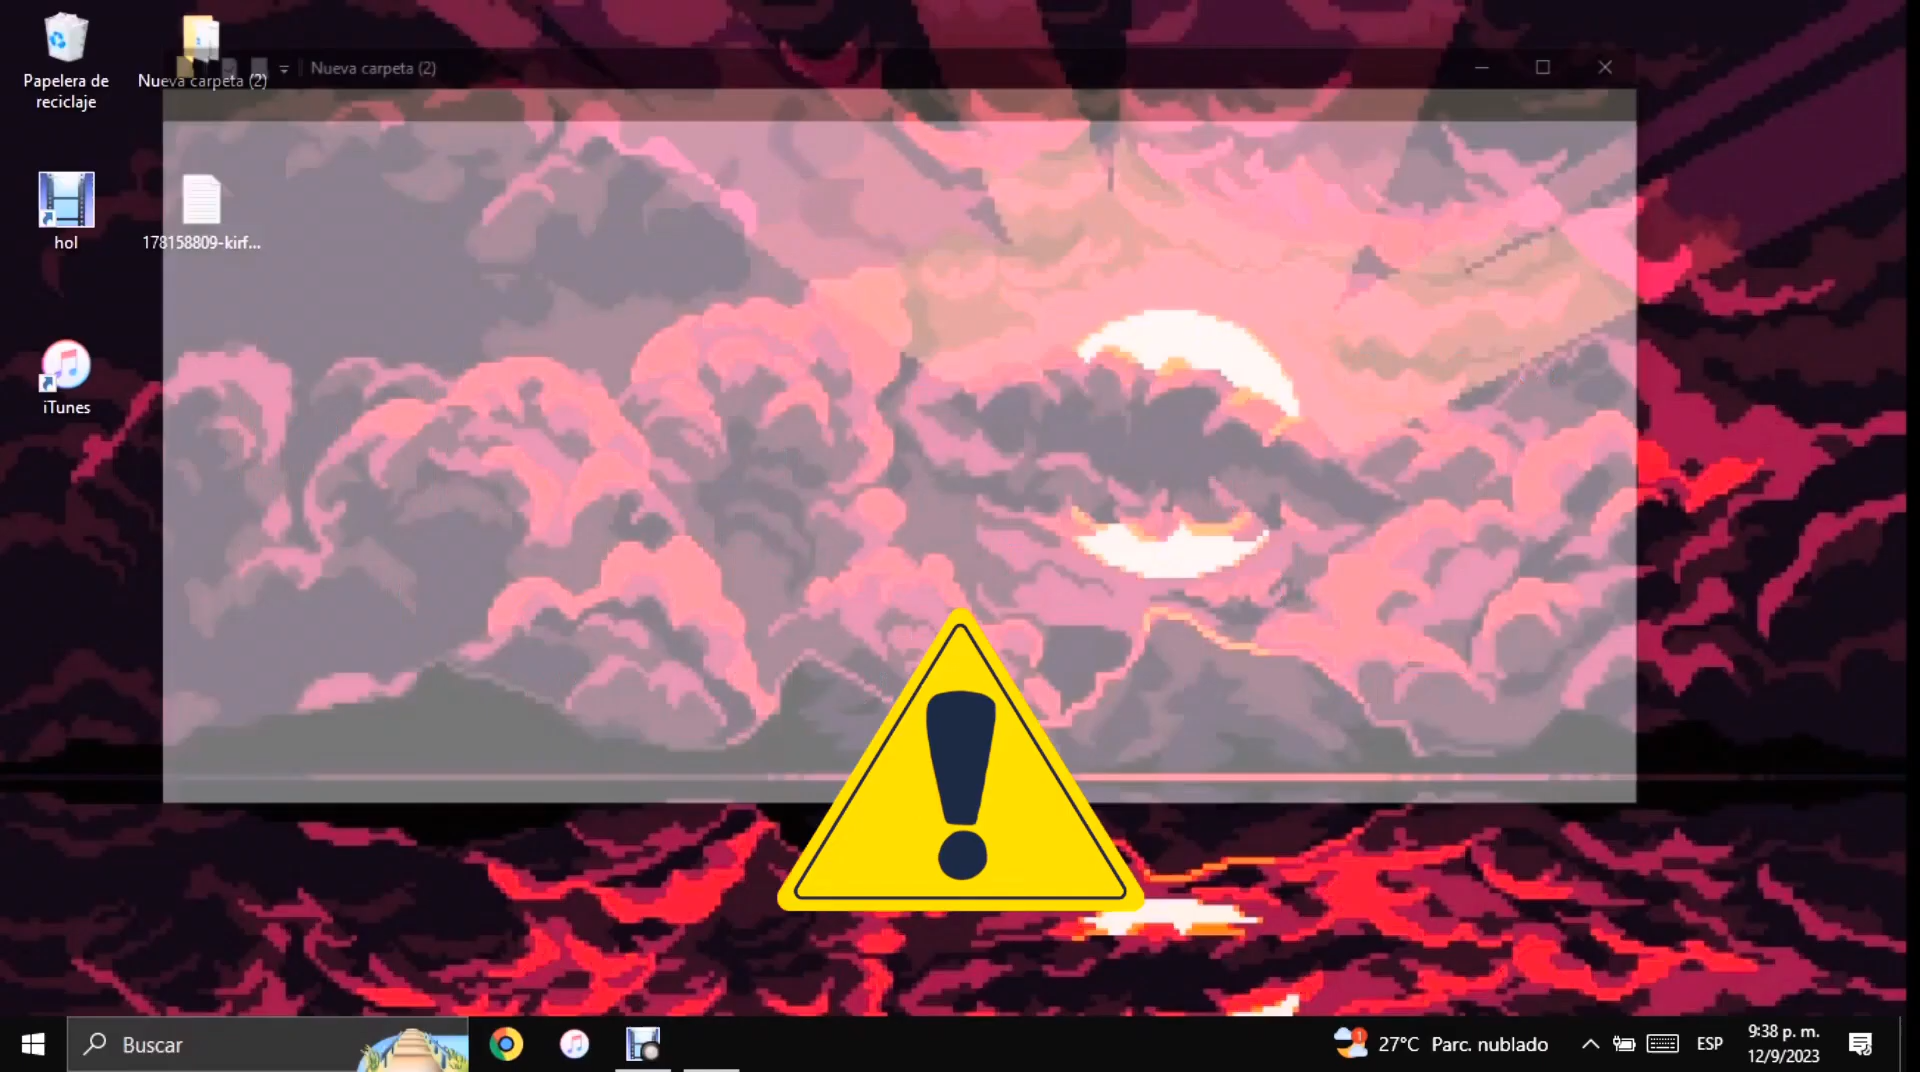 Nueva carpeta (2)
Papelera de
reciclaje
Nueva carpeta (2)
hol
178158809-kirf...
iTunes
Buscar
1
27°C Parc. nublado
ESP
9:38 p. m.
12/9/2023